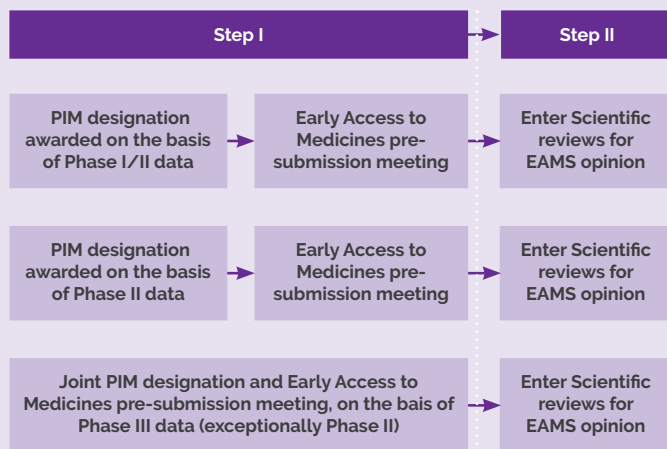 Step I
Step II
PIM designation
awarded on the basis
of Phase I/II data
Early Access to
Medicines pre-
submission meeting
Enter Scientific
reviews for
EAMS opinion
PIM designation
awarded on the basis
of Phase II data
Early Access to
Medicines pre-
submission meeting
Enter Scientific
reviews for
EAMS opinion
Joint PIM designation and Early Access to
Medicines pre-submission meeting, on the bais of
Phase III data (exceptionally Phase II)
Enter Scientific
reviews for
EAMS opinion